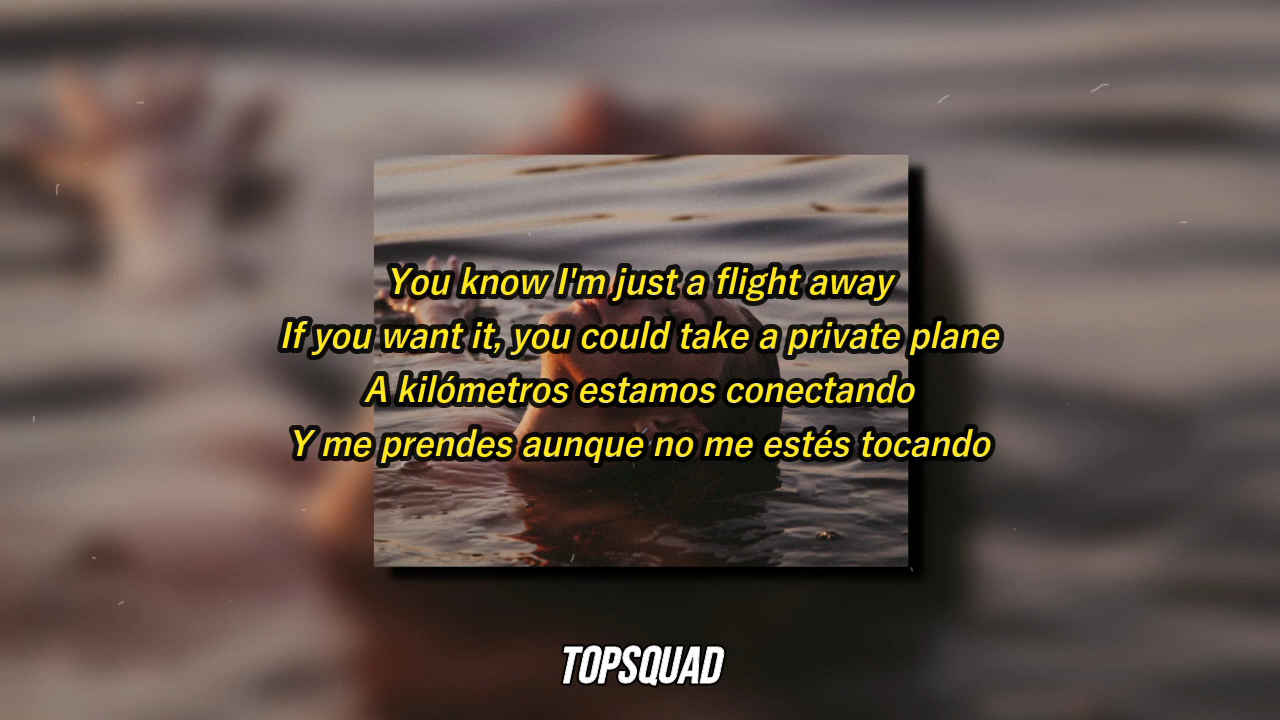 You know I'm just a flight away
If you want it, you could take a private plane
A kilómetros estamos conectando
Y me prendes aunque no me estés tocando
TOPSQUAD